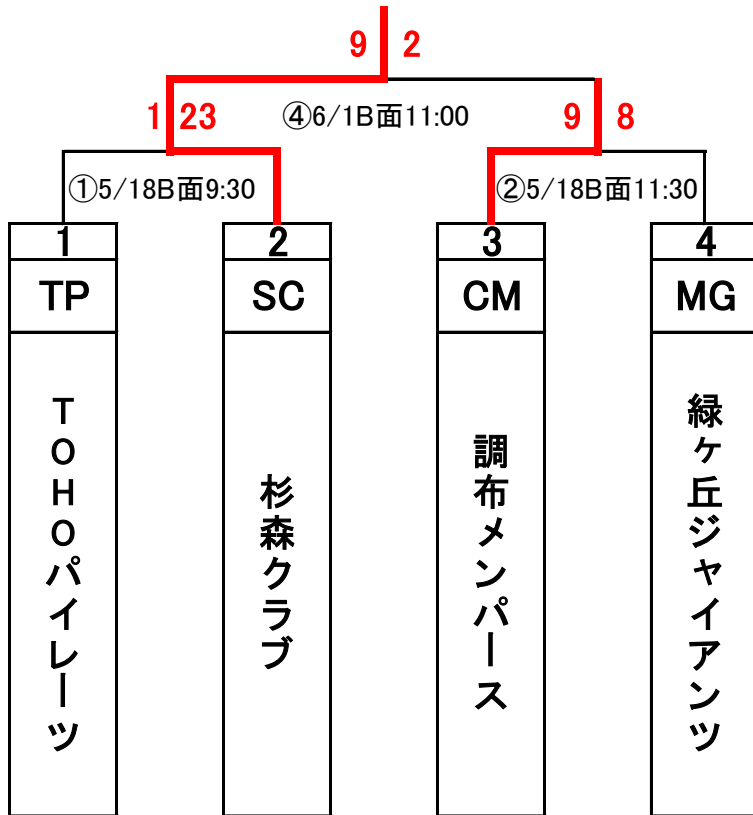 9 2
1 23
④6/1B面11:00
9 8
①5/18B面9:30
②5/18B面11:30
1 2 3 4
TP SC CM MG
TOHOパイレーツ
杉森クラブ
調布メンパース
緑ヶ丘ジャイアンツ